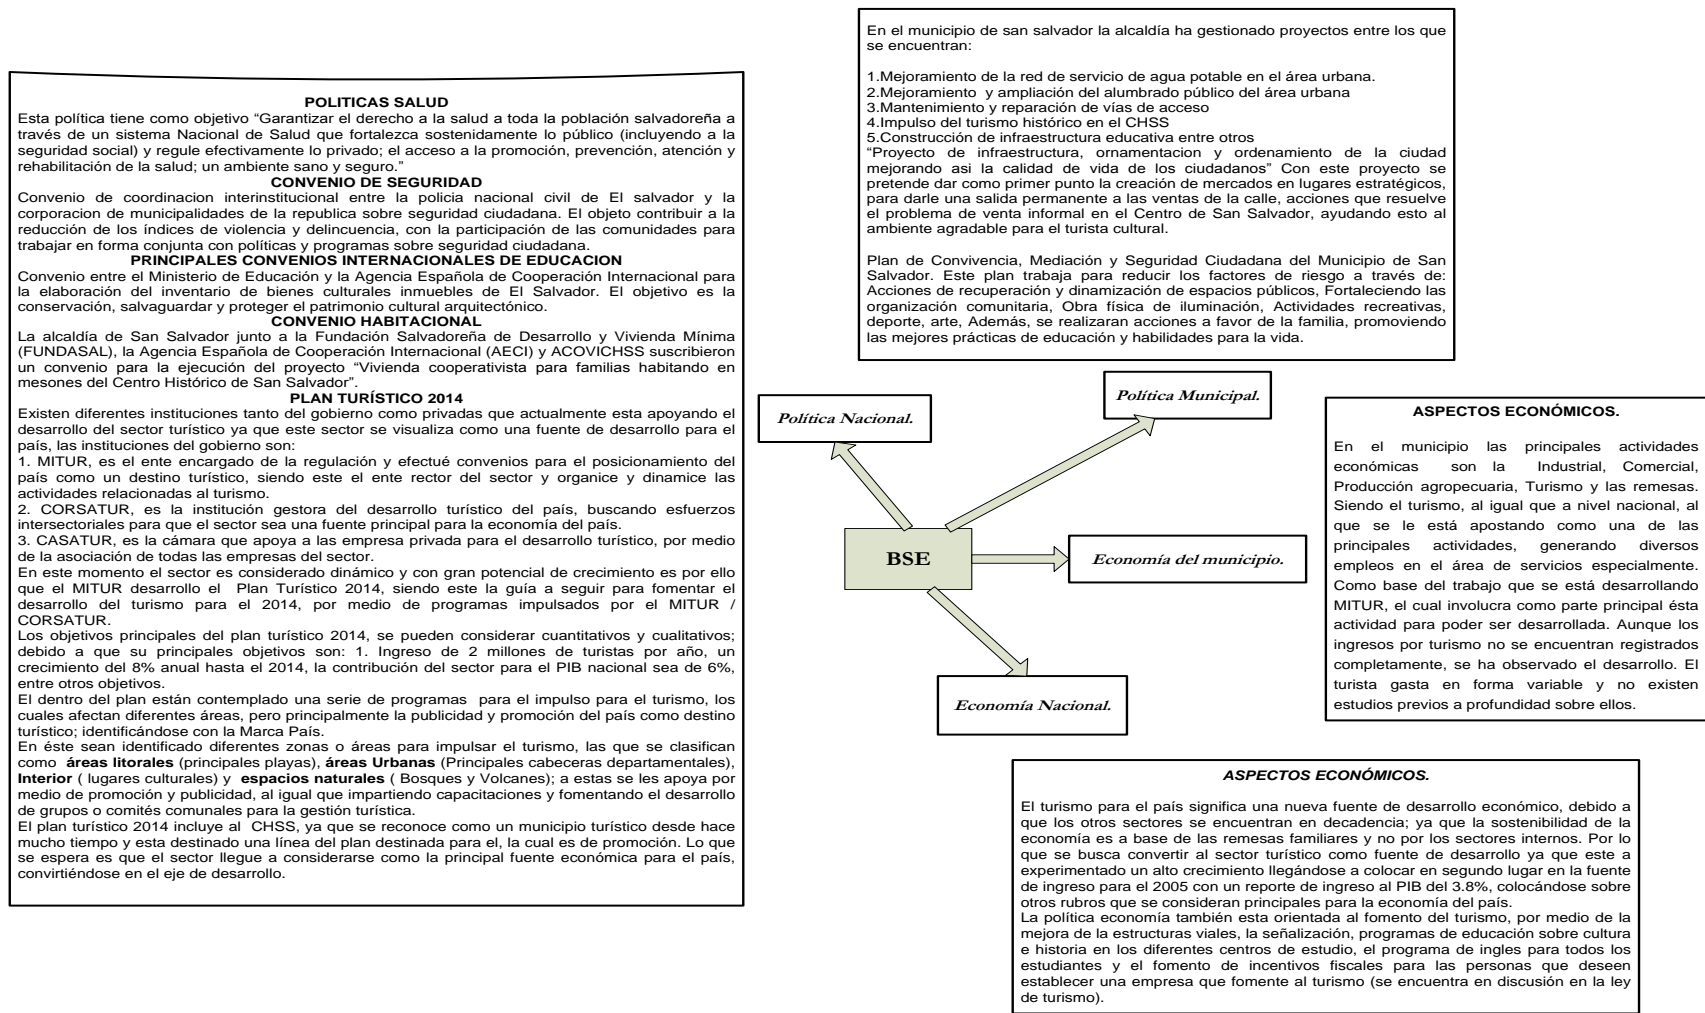 POLITICAS SALUD
Esta política tiene como objetivo “Garantizar el derecho a la salud a toda la población salvadoreña a
través de un sistema Nacional de Salud que fortalezca sostenidamente lo público (incluyendo a la
seguridad social) y regule efectivamente lo privado; el acceso a la promoción, prevención, atención y
rehabilitación de la salud; un ambiente sano y seguro.”
CONVENIO DE SEGURIDAD
Convenio de coordinacion interinstitucional entre la policia nacional civil de El salvador y la
corporacion de municipalidades de la republica sobre seguridad ciudadana. El objeto contribuir a la
reducción de los índices de violencia y delincuencia, con la participación de las comunidades para
trabajar en forma conjunta con políticas y programas sobre seguridad ciudadana.
PRINCIPALES CONVENIOS INTERNACIONALES DE EDUCACION
Convenio entre el Ministerio de Educación y la Agencia Española de Cooperación Internacional para
la elaboración del inventario de bienes culturales inmuebles de El Salvador. El objetivo es la
conservación, salvaguardar y proteger el patrimonio cultural arquitectónico.
CONVENIO HABITACIONAL
La alcaldía de San Salvador junto a la Fundación Salvadoreña de Desarrollo y Vivienda Mínima
(FUNDASAL), la Agencia Española de Cooperación Internacional (AECI) y ACOVICHSS suscribieron
un convenio para la ejecución del proyecto “Vivienda cooperativista para familias habitando en
mesones del Centro Histórico de San Salvador”.
PLAN TURÍSTICO 2014
Existen diferentes instituciones tanto del gobierno como privadas que actualmente esta apoyando el
desarrollo del sector turístico ya que este sector se visualiza como una fuente de desarrollo para el
país, las instituciones del gobierno son:
1. MITUR, es el ente encargado de la regulación y efectué convenios para el posicionamiento del
país como un destino turístico, siendo este el ente rector del sector y organice y dinamice las
actividades relacionadas al turismo.
2. CORSATUR, es la institución gestora del desarrollo turístico del país, buscando esfuerzos
intersectoriales para que el sector sea una fuente principal para la economía del país.
3. CASATUR, es la cámara que apoya a las empresa privada para el desarrollo turístico, por medio
de la asociación de todas las empresas del sector.
En este momento el sector es considerado dinámico y con gran potencial de crecimiento es por ello
que el MITUR desarrollo el Plan Turístico 2014, siendo este la guía a seguir para fomentar el
desarrollo del turismo para el 2014, por medio de programas impulsados por el MITUR /
CORSATUR.
Los objetivos principales del plan turístico 2014, se pueden considerar cuantitativos y cualitativos;
debido a que su principales objetivos son: 1. Ingreso de 2 millones de turistas por año, un
crecimiento del 8% anual hasta el 2014, la contribución del sector para el PIB nacional sea de 6%,
entre otros objetivos.
El dentro del plan están contemplado una serie de programas para el impulso para el turismo, los
cuales afectan diferentes áreas, pero principalmente la publicidad y promoción del país como destino
turístico; identificándose con la Marca País.
En éste sean identificado diferentes zonas o áreas para impulsar el turismo, las que se clasifican
como áreas litorales (principales playas), áreas Urbanas (Principales cabeceras departamentales),
Interior ( lugares culturales) y espacios naturales ( Bosques y Volcanes); a estas se les apoya por
medio de promoción y publicidad, al igual que impartiendo capacitaciones y fomentando el desarrollo
de grupos o comités comunales para la gestión turística.
El plan turístico 2014 incluye al CHSS, ya que se reconoce como un municipio turístico desde hace
mucho tiempo y esta destinado una línea del plan destinada para el, la cual es de promoción. Lo que
se espera es que el sector llegue a considerarse como la principal fuente económica para el país,
convirtiéndose en el eje de desarrollo.
En el municipio de san salvador la alcaldía ha gestionado proyectos entre los que
se encuentran:
1.Mejoramiento de la red de servicio de agua potable en el área urbana.
2.Mejoramiento y ampliación del alumbrado público del área urbana
3.Mantenimiento y reparación de vías de acceso
4.Impulso del turismo histórico en el CHSS
5.Construcción de infraestructura educativa entre otros
“Proyecto de infraestructura, ornamentacion y ordenamiento de la ciudad
mejorando asi la calidad de vida de los ciudadanos” Con este proyecto se
pretende dar como primer punto la creación de mercados en lugares estratégicos,
para darle una salida permanente a las ventas de la calle, acciones que resuelve
el problema de venta informal en el Centro de San Salvador, ayudando esto al
ambiente agradable para el turista cultural.
Plan de Convivencia, Mediación y Seguridad Ciudadana del Municipio de San
Salvador. Este plan trabaja para reducir los factores de riesgo a través de:
Acciones de recuperación y dinamización de espacios públicos, Fortaleciendo las
organización comunitaria, Obra física de iluminación, Actividades recreativas,
deporte, arte, Además, se realizaran acciones a favor de la familia, promoviendo
las mejores prácticas de educación y habilidades para la vida.
Política Nacional.
Política Municipal.
BSE
Economía del municipio.
Economía Nacional.
ASPECTOS ECONÓMICOS.
En el municipio las principales actividades
económicas son la Industrial, Comercial,
Producción agropecuaria, Turismo y las remesas.
Siendo el turismo, al igual que a nivel nacional, al
que se le está apostando como una de las
principales actividades, generando diversos
empleos en el área de servicios especialmente.
Como base del trabajo que se está desarrollando
MITUR, el cual involucra como parte principal ésta
actividad para poder ser desarrollada. Aunque los
ingresos por turismo no se encuentran registrados
completamente, se ha observado el desarrollo. El
turista gasta en forma variable y no existen
estudios previos a profundidad sobre ellos.
ASPECTOS ECONÓMICOS.
El turismo para el país significa una nueva fuente de desarrollo económico, debido a
que los otros sectores se encuentran en decadencia; ya que la sostenibilidad de la
economía es a base de las remesas familiares y no por los sectores internos. Por lo
que se busca convertir al sector turístico como fuente de desarrollo ya que este a
experimentado un alto crecimiento llegándose a colocar en segundo lugar en la fuente
de ingreso para el 2005 con un reporte de ingreso al PIB del 3.8%, colocándose sobre
otros rubros que se consideran principales para la economía del país.
La política economía también esta orientada al fomento del turismo, por medio de la
mejora de la estructuras viales, la señalización, programas de educación sobre cultura
e historia en los diferentes centros de estudio, el programa de ingles para todos los
estudiantes y el fomento de incentivos fiscales para las personas que deseen
establecer una empresa que fomente al turismo (se encuentra en discusión en la ley
de turismo).